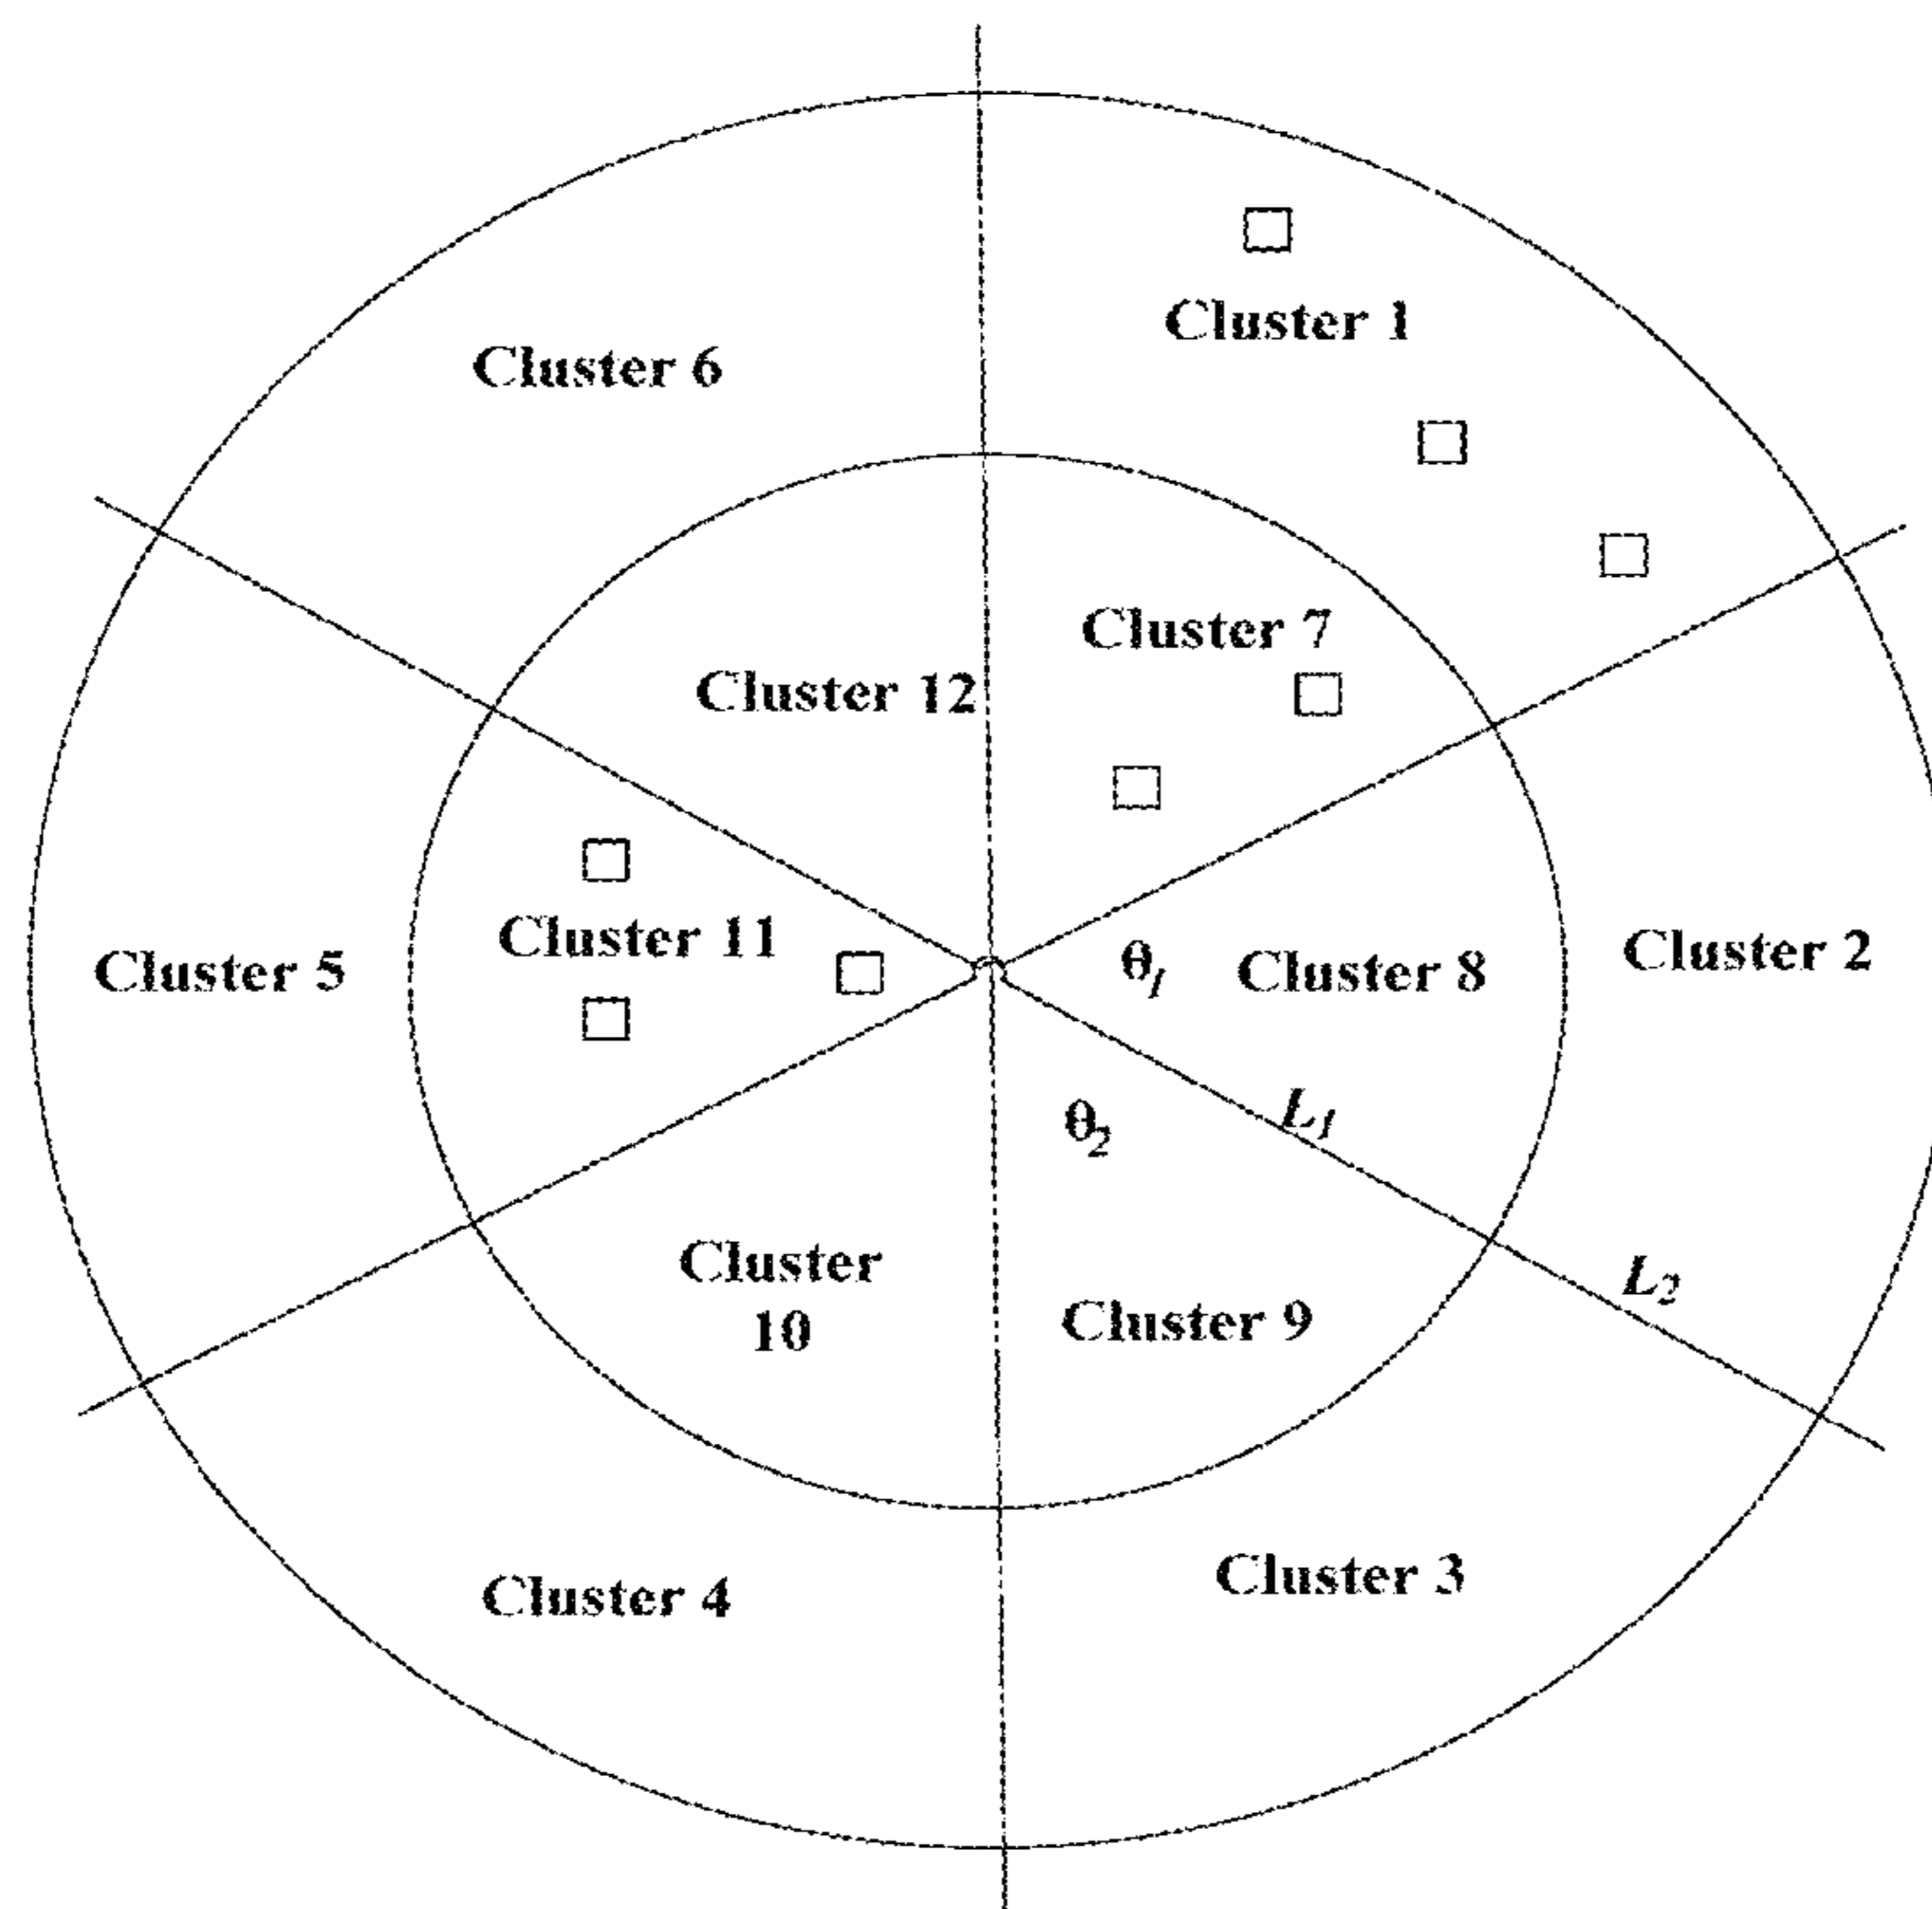 Cluster 1
Cluster 6
Cluster 7
Cluster 12
Cluster 11
Cluster 5
θ1
Cluster 8
Cluster 2
L1
θ2
Cluster
10
L2
Cluster 9
Cluster 3
Cluster 4